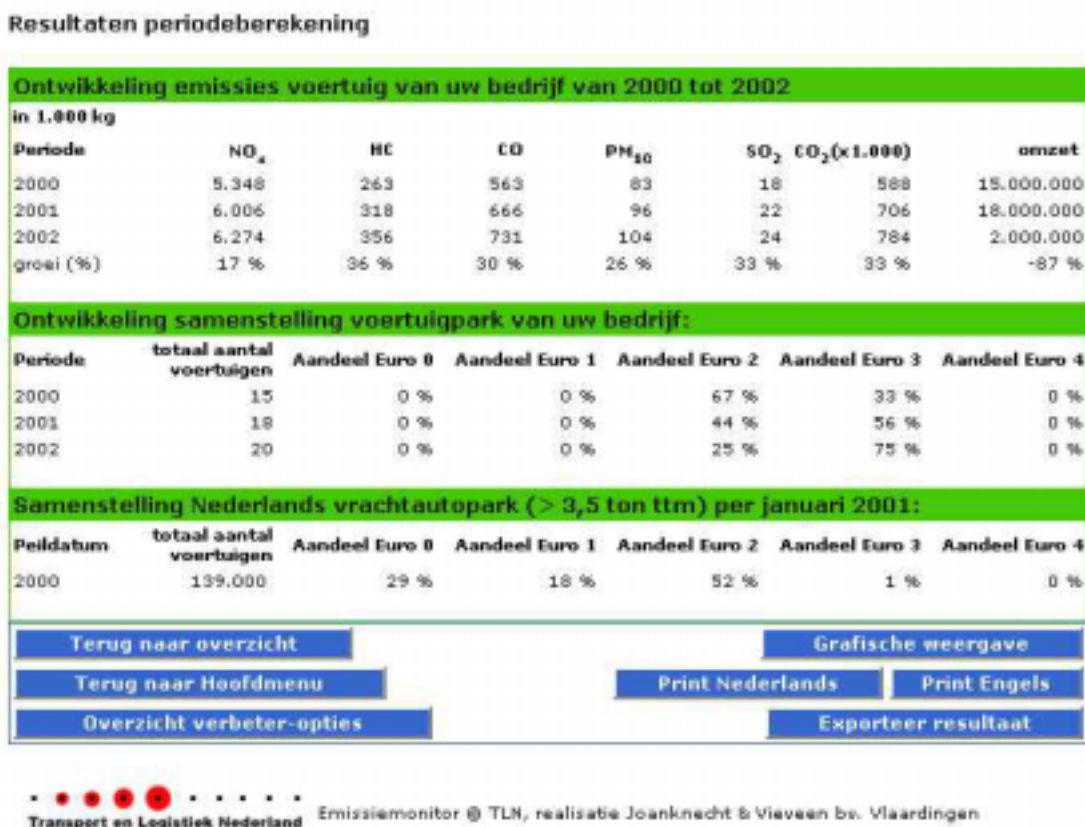 Resultaten periodeberekening
Ontwikkeling emissies voertuig van uw bedrijf van 2000 tot 2002
in 1.000 kg
Periode NOx HC CO PM10 SO2 CO2(x1.000) omzet
2000 5.348 263 563 83 18 588 15.000.000
2001 6.006 318 666 96 22 706 18.000.000
2002 6.274 356 731 104 24 784 2.000.000
groei (%) 17 % 36 % 30 % 26 % 33 % 33 % -87 %
Ontwikkeling samenstelling voertuigpark van uw bedrijf:
Periode totaal aantal voertuigen Aandeel Euro 0 Aandeel Euro 1 Aandeel Euro 2 Aandeel Euro 3 Aandeel Euro 4
2000 15 0 % 0 % 67 % 33 % 0 %
2001 18 0 % 0 % 44 % 56 % 0 %
2002 20 0 % 0 % 25 % 75 % 0 %
Samenstelling Nederlands vrachtautopark (> 3,5 ton ttm) per januari 2001:
Peildatum totaal aantal voertuigen Aandeel Euro 0 Aandeel Euro 1 Aandeel Euro 2 Aandeel Euro 3 Aandeel Euro 4
2000 139.000 29 % 18 % 52 % 1 % 0 %
Terug naar overzicht Grafische weergave
Terug naar Hoofdmenu Print Nederlands Print Engels
Overzicht verbeter-opties Exporteer resultaat
Transport en Logistiek Nederland Emissiemonitor @ TLN, realisatie Joanknecht & Vieveen bv. Vlaardingen